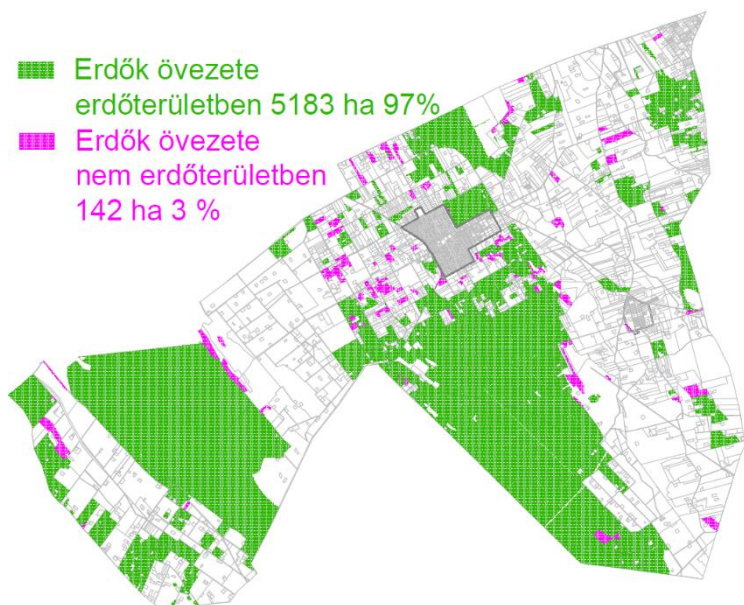 Erdők övezete
erdőterületben 5183 ha 97%
Erdők övezete
nem erdőterületben
142 ha 3 %